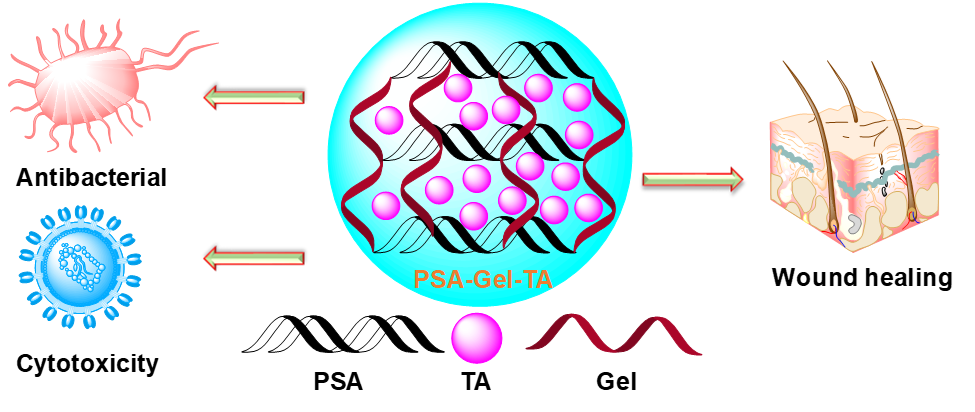 Antibacterial
Cytotoxicity
PSA-Gel-TA
PSA
TA
Gel
Wound healing